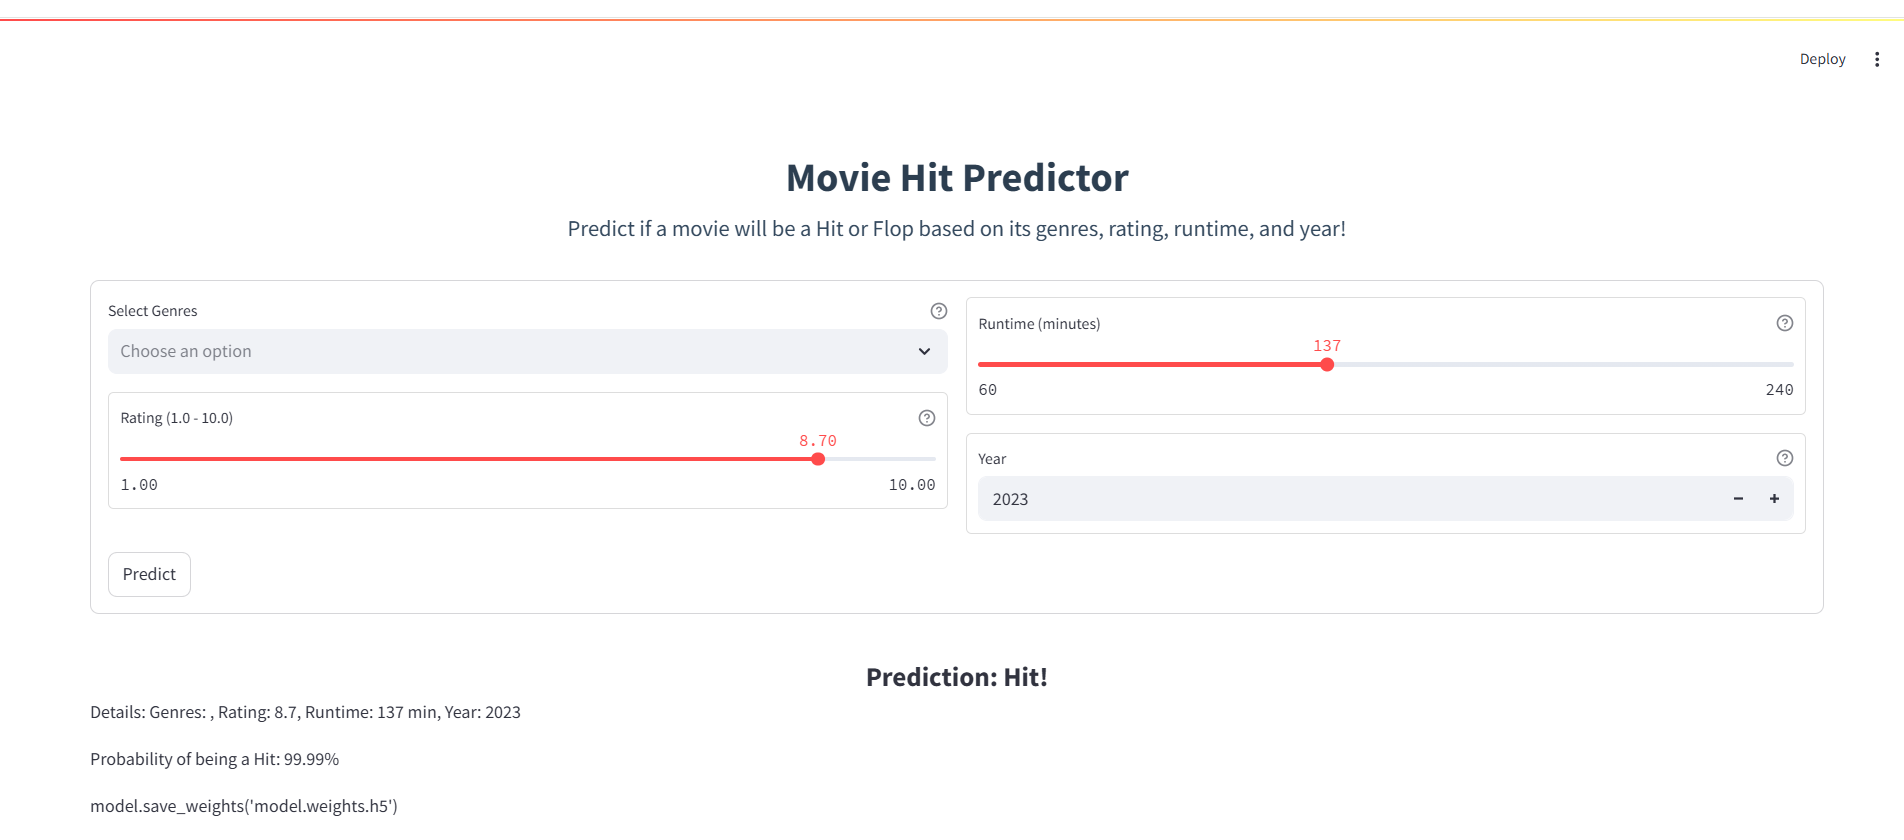 Deploy
Movie Hit Predictor
Predict if a movie will be a Hit or Flop based on its genres, rating, runtime, and year!
Select Genres
Choose an option
Rating (1.0 - 10.0)
8.70
1.00 10.00
Runtime (minutes)
137
60 240
Year
2023
Predict
Prediction: Hit!
Details: Genres: , Rating: 8.7, Runtime: 137 min, Year: 2023
Probability of being a Hit: 99.99%
model.save_weights('model.weights.h5')